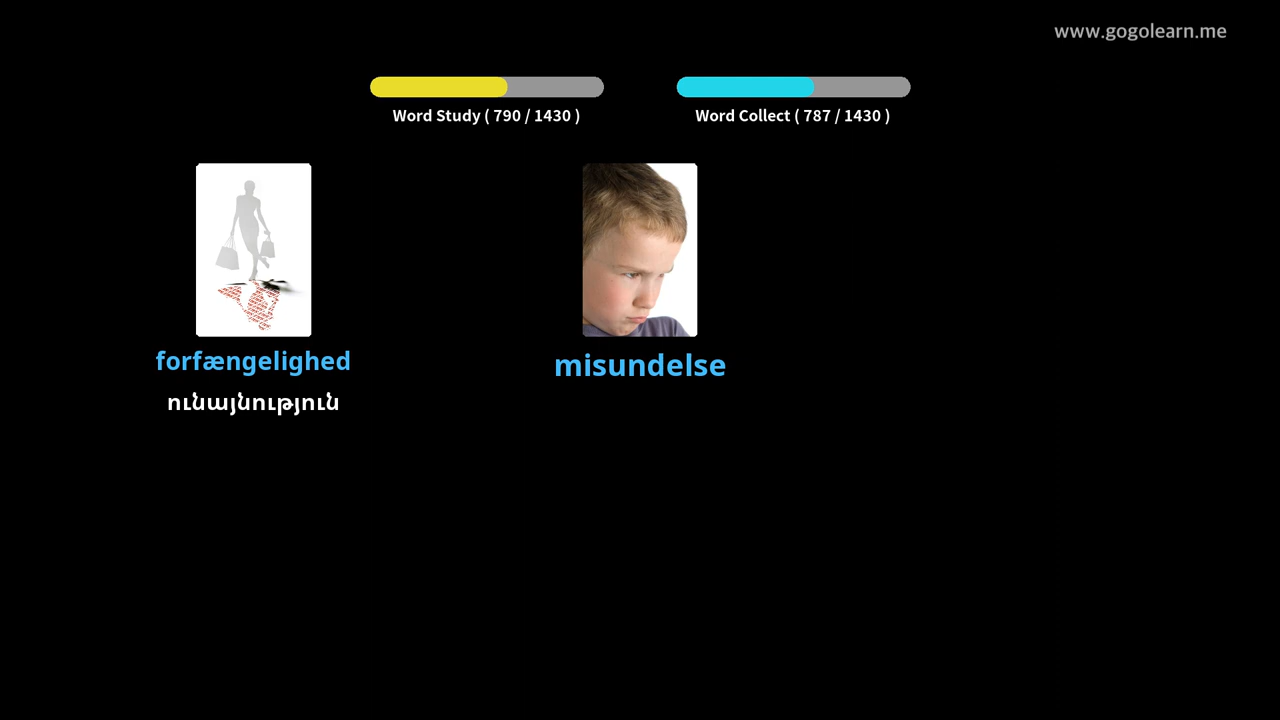 www.gogolearn.me
Word Study ( 790 / 1430 )
Word Collect ( 787 / 1430 )
forfængelighed
misundelse
ունայնություն